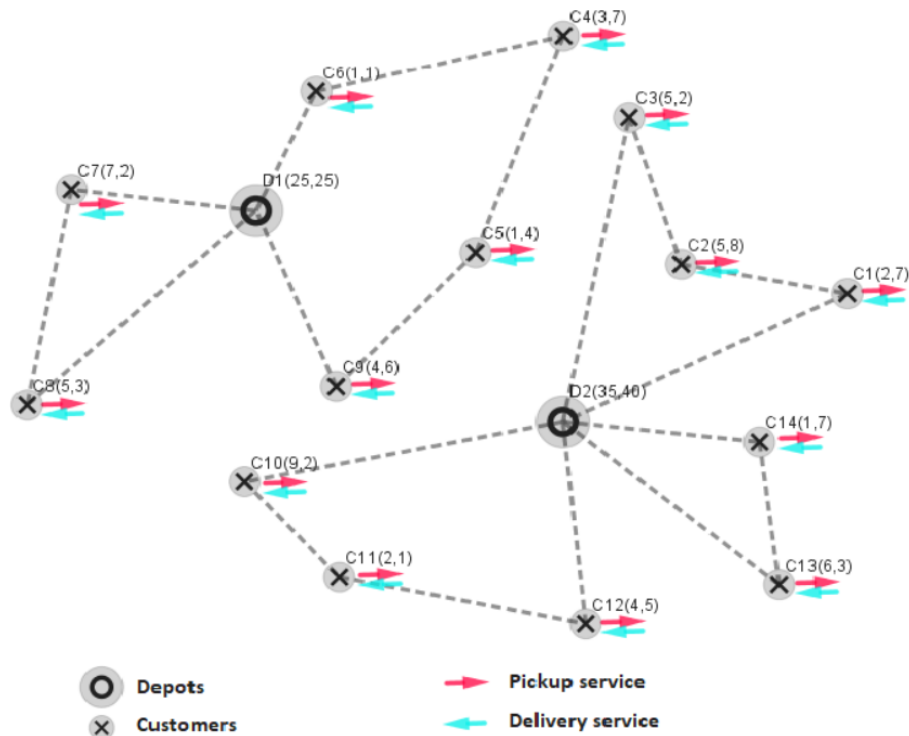 C4(3,7)
C6(1,1)
C3(5,2)
C7(7,2)
D1(25,25)
C5(1,4)
C2(5,8)
C1(2,7)
C9(4,6)
C8(5,3)
D2(35,40)
C14(1,7)
C10(9,2)
C11(2,1)
C13(6,3)
C12(4,5)
Depots
Pickup service
Customers
Delivery service